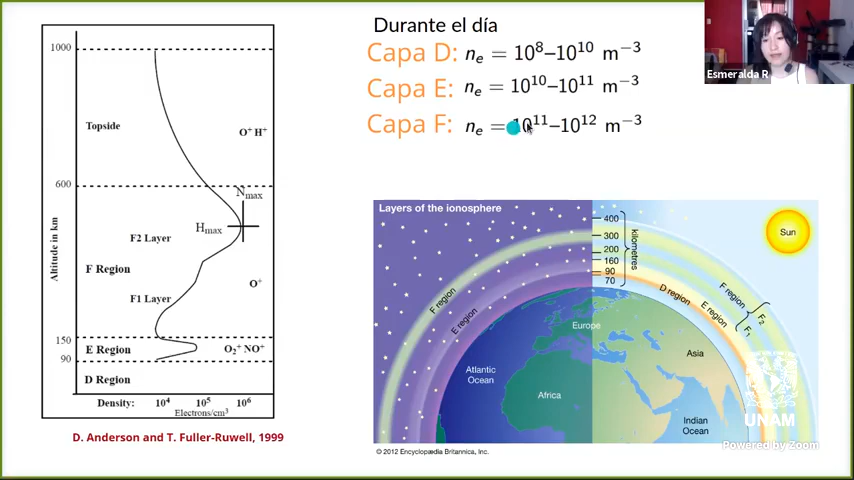 Durante el día
Capa D: nₑ = 10⁸–10¹⁰ m⁻³
Capa E: nₑ = 10¹⁰–10¹¹ m⁻³
Capa F: nₑ = 10¹¹–10¹² m⁻³
Esmeralda R
1000
Topside
O⁺H⁺
600
Nmax
Hmax
F2 Layer
F Region
O⁺
F1 Layer
150
E Region
O₂⁺ NO⁺
90
D Region
Altitude in km
Density: 10⁴ 10⁵ 10⁶
Electrons/cm³
D. Anderson and T. Fuller-Ruwell, 1999
Layers of the ionosphere
400
300
200
160
90
70
kilometres
Sun
F region
E region
D region
E region
F region
F₂
F₁
Europe
Asia
Atlantic
Ocean
Africa
Indian
Ocean
UNAM
Powered by Zoom
© 2012 Encyclopædia Britannica, Inc.